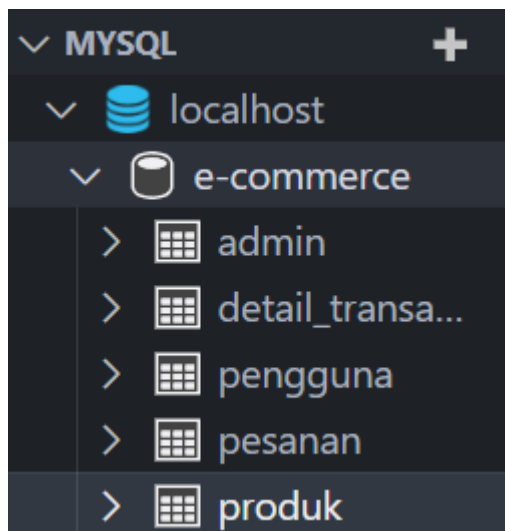 MYSQL
localhost
e-commerce
admin
detail_transa...
pengguna
pesanan
produk